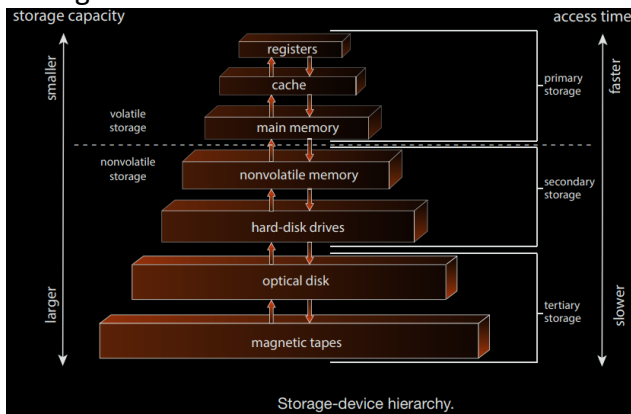 storage capacity
access time
smaller
faster
registers
cache
primary
storage
volatile
storage
main memory
nonvolatile
storage
nonvolatile memory
secondary
storage
hard-disk drives
optical disk
larger
slower
tertiary
storage
magnetic tapes
Storage-device hierarchy.